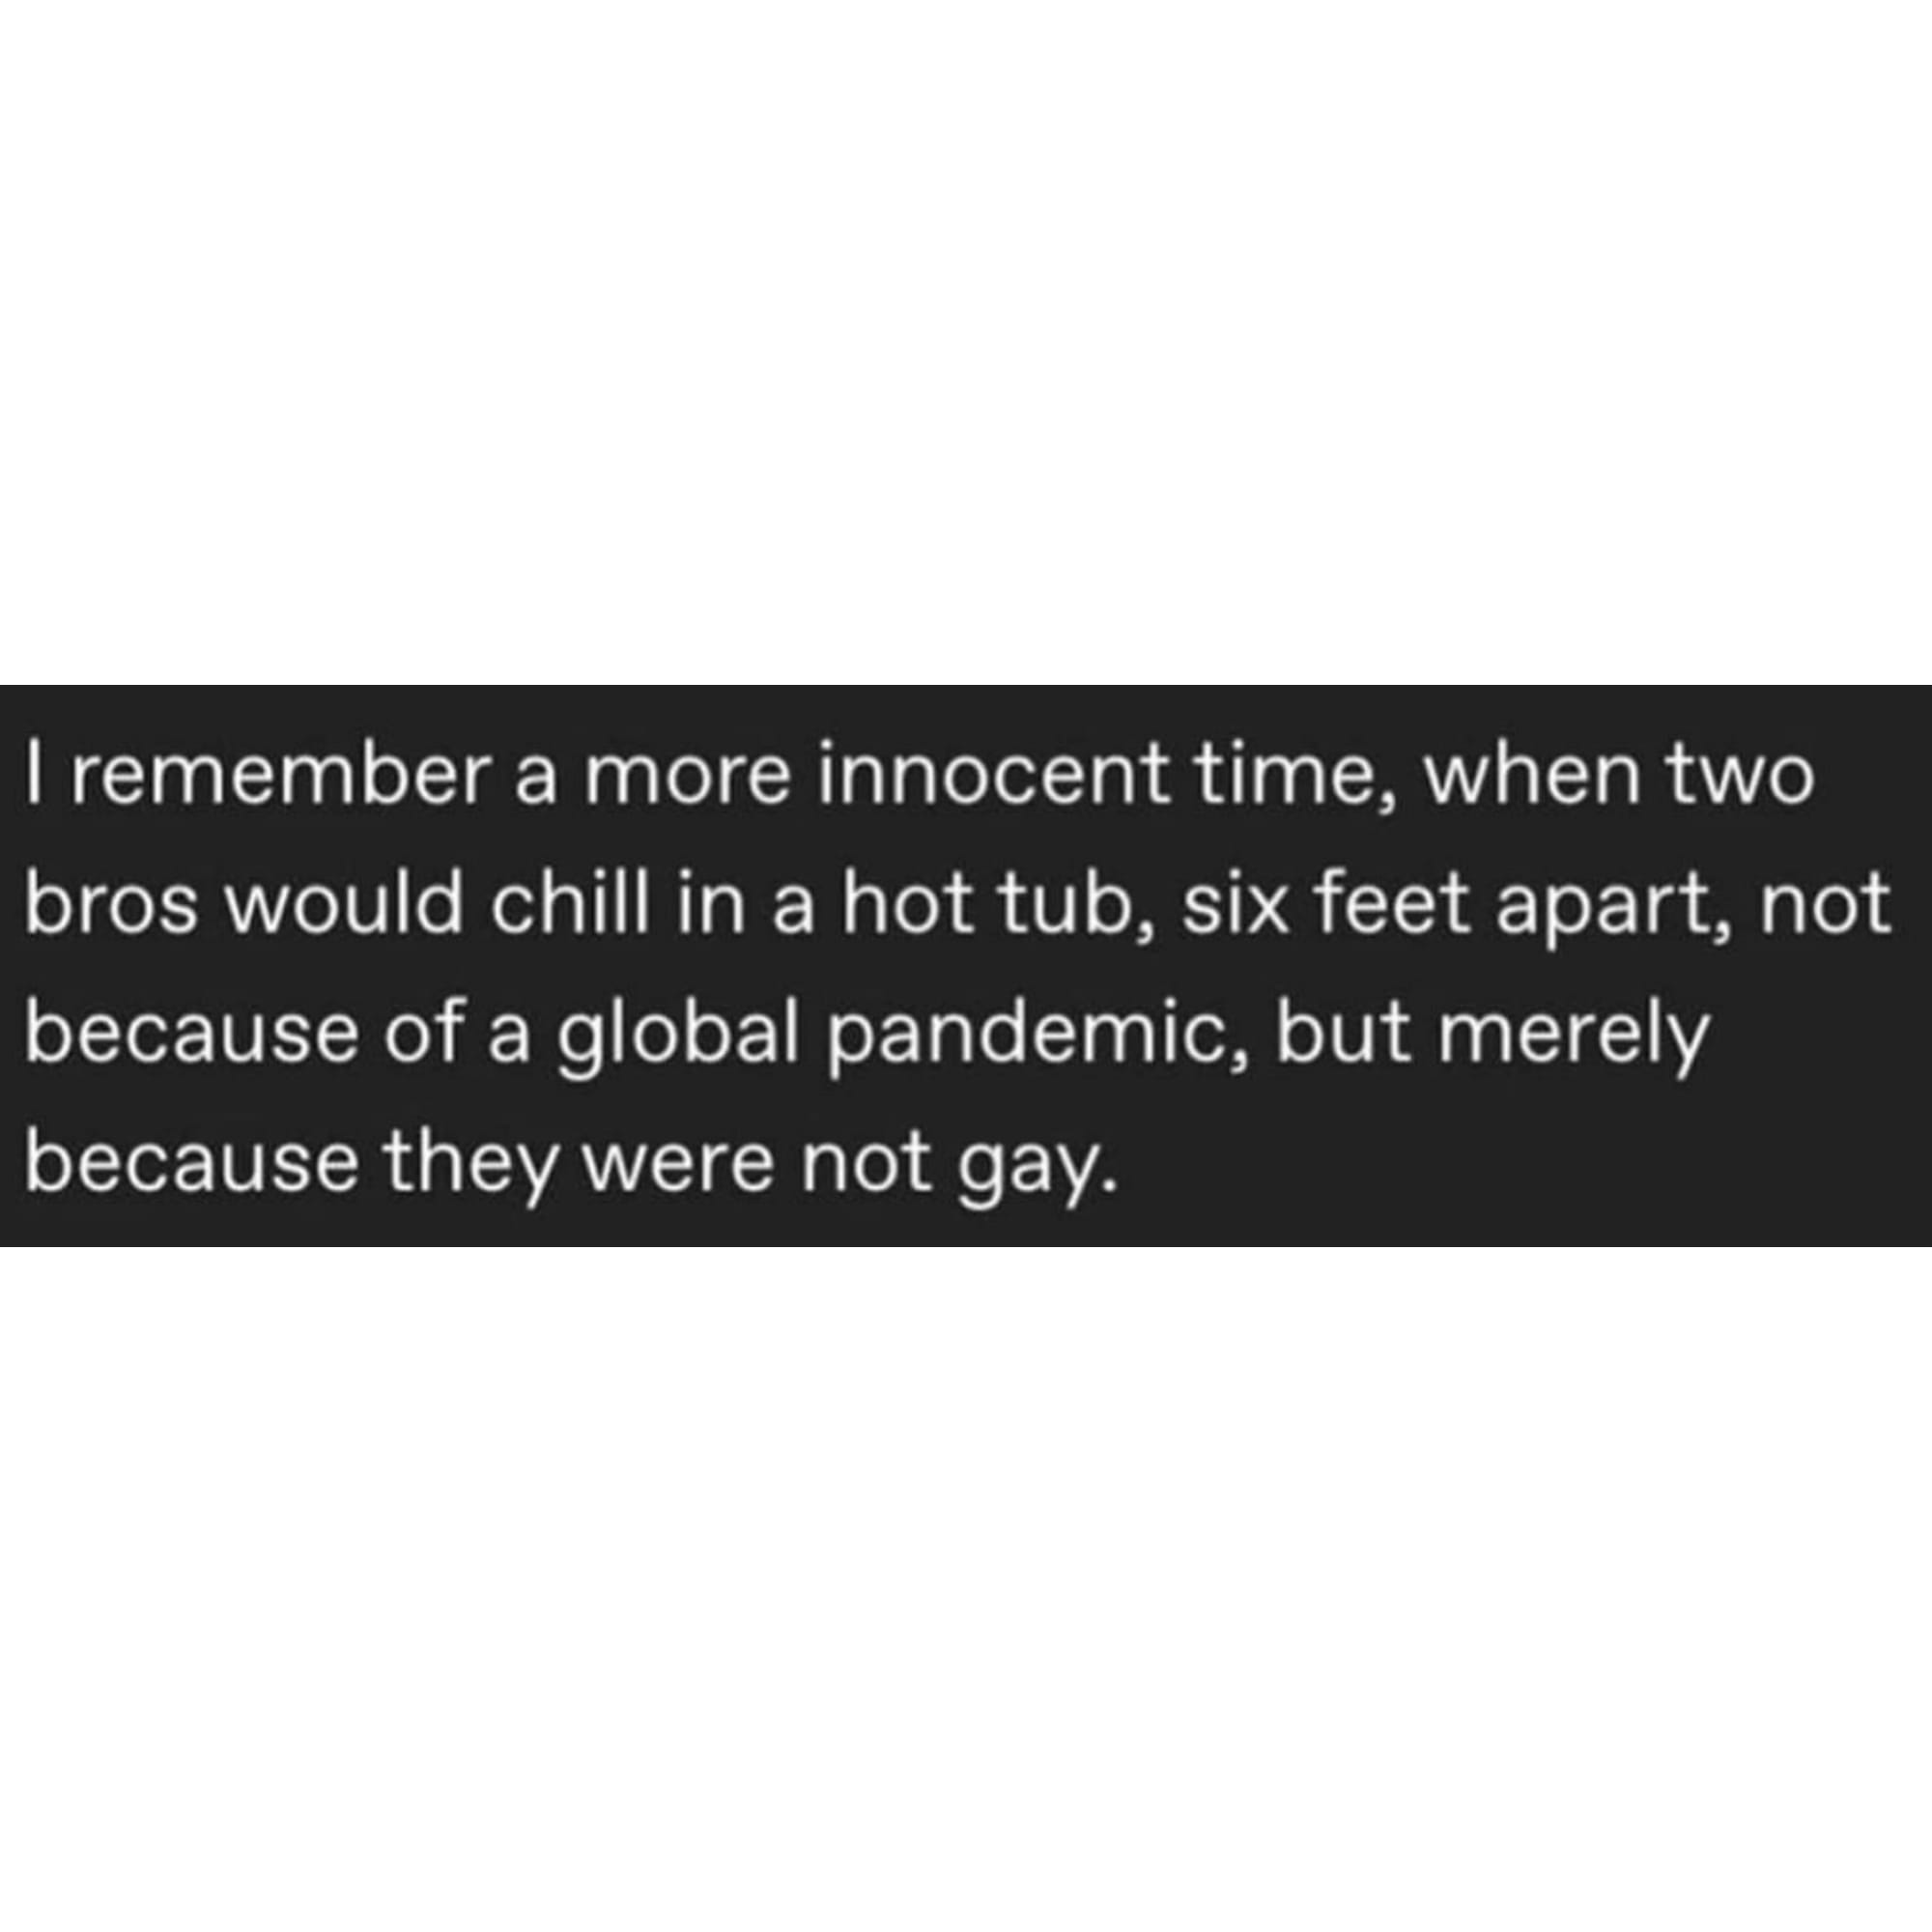 I remember a more innocent time, when two
bros would chill in a hot tub, six feet apart, not
because of a global pandemic, but merely
because they were not gay.